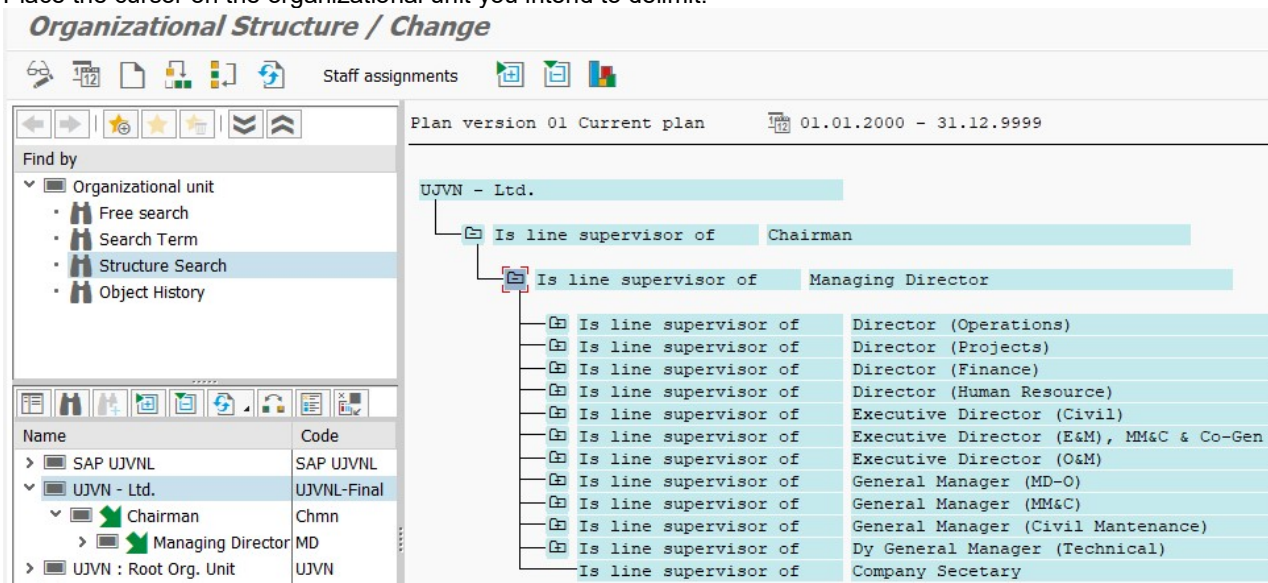 Place the cursor on the organizational unit you intend to delimit.
Organizational Structure / Change
Staff assignments
Plan version 01 Current plan 01.01.2000 - 31.12.9999
Find by
Organizational unit
Free search
Search Term
Structure Search
Object History
Name Code
SAP UJVNL SAP UJVNL
UJVN - Ltd. UJVNL-Final
Chairman Chmn
Managing Director MD
UJVN : Root Org. Unit UJVN
UJVN - Ltd.
Is line supervisor of Chairman
Is line supervisor of Managing Director
Is line supervisor of Director (Operations)
Is line supervisor of Director (Projects)
Is line supervisor of Director (Finance)
Is line supervisor of Director (Human Resource)
Is line supervisor of Executive Director (Civil)
Is line supervisor of Executive Director (E&M), MM&C & Co-Gen
Is line supervisor of Executive Director (O&M)
Is line supervisor of General Manager (MD-O)
Is line supervisor of General Manager (MM&C)
Is line supervisor of General Manager (Civil Mantenance)
Is line supervisor of Dy General Manager (Technical)
Is line supervisor of Company Secetary